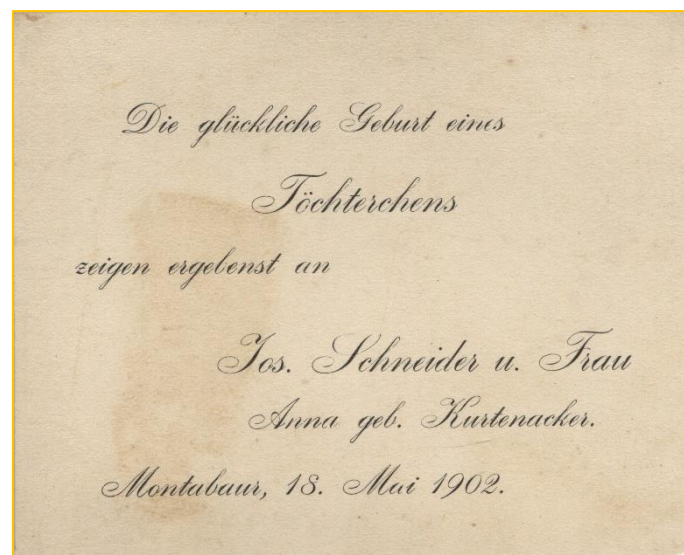 Die glückliche Geburt eines
Töchterchens
zeigen ergebenst an
Jos. Schneider u. Frau
Anna geb. Kurtenacker.
Montabaur, 18. Mai 1902.